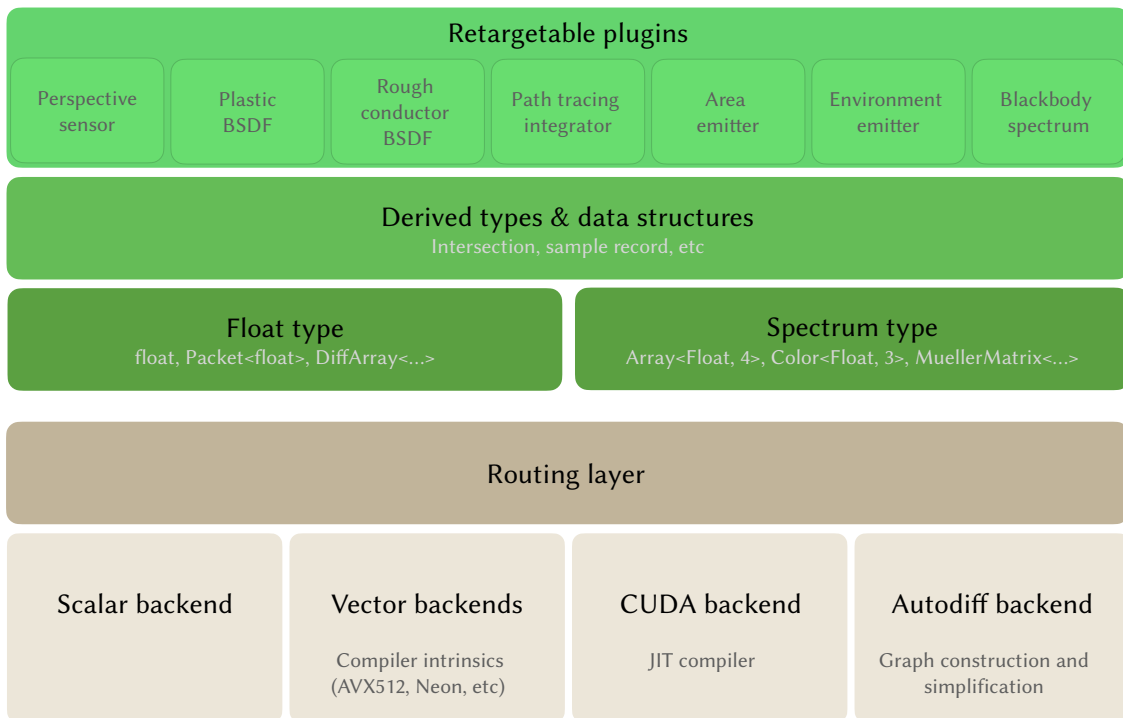 Retargetable plugins
Perspective
sensor
Plastic
BSDF
Rough
conductor
BSDF
Path tracing
integrator
Area
emitter
Environment
emitter
Blackbody
spectrum
Derived types & data structures
Intersection, sample record, etc
Float type
float, Packet<float>, DiffArray<...>
Spectrum type
Array<Float, 4>, Color<Float, 3>, MuellerMatrix<...>
Routing layer
Scalar backend
Vector backends
Compiler intrinsics
(AVX512, Neon, etc)
CUDA backend
JIT compiler
Autodiff backend
Graph construction and
simplification